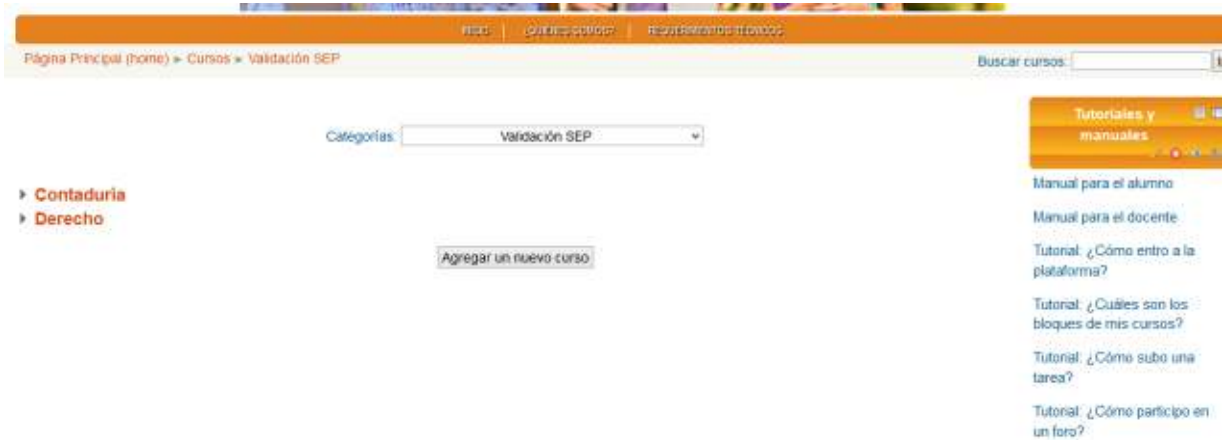 INICIO | ¿QUIENES SOMOS? | REQUERIMIENTOS TÉCNICOS
Página Principal (home) ► Cursos ► Validación SEP
Buscar cursos:
Categorías:
Validación SEP
Contaduría
Derecho
Agregar un nuevo curso
Tutoriales y
manuales
Manual para el alumno
Manual para el docente
Tutorial: ¿Cómo entro a la
plataforma?
Tutorial: ¿Cuáles son los
bloques de mis cursos?
Tutorial: ¿Cómo subo una
tarea?
Tutorial: ¿Cómo participo en
un foro?